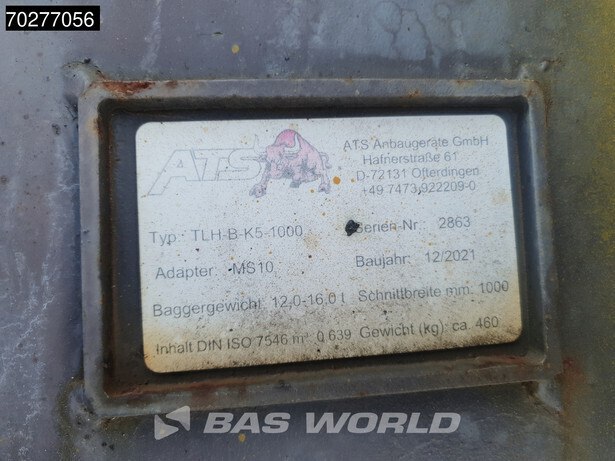 70277056
ATS
ATS Anbaugeräte GmbH
Hafnerstraße 61
D-72131 Ofterdingen
+49 7473 922209-0
Typ: TLH-B-K5-1000
Serien-Nr: 2863
Adapter: MS10
Baujahr: 12/2021
Baggergewicht: 12,0-16,0 t
Schnittbreite mm: 1000
Inhalt DIN ISO 7546 m³ 0,639
Gewicht (kg): ca. 460
BAS WORLD